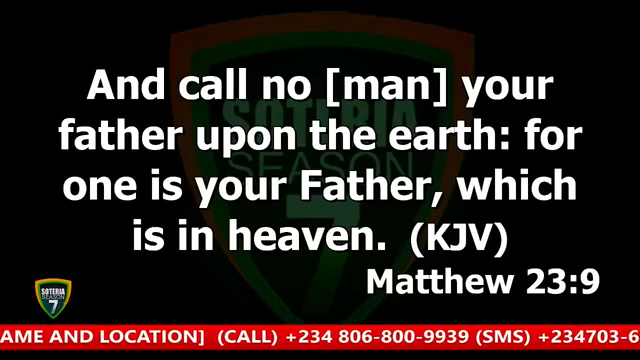 And call no [man] your
father upon the earth: for
one is your Father, which
is in heaven. (KJV)
Matthew 23:9
SOTERIA
SEASON
7
SOTERIA
SEASON
7
AME AND LOCATION] (CALL) +234 806-800-9939 (SMS) +234703-6